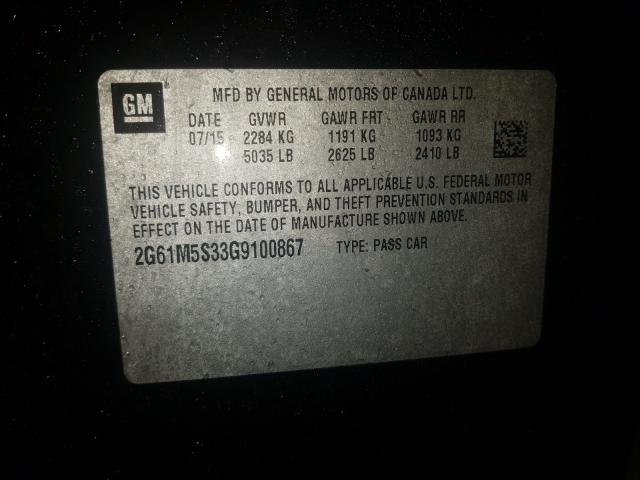 GM
MFD BY GENERAL MOTORS OF CANADA LTD.
DATE GVWR GAWR FRT GAWR RR
07/15 2284 KG 1191 KG 1093 KG
5035 LB 2625 LB 2410 LB
THIS VEHICLE CONFORMS TO ALL APPLICABLE U.S. FEDERAL MOTOR
VEHICLE SAFETY, BUMPER, AND THEFT PREVENTION STANDARDS IN
EFFECT ON THE DATE OF MANUFACTURE SHOWN ABOVE.
2G61M5S33G9100867 TYPE: PASS CAR